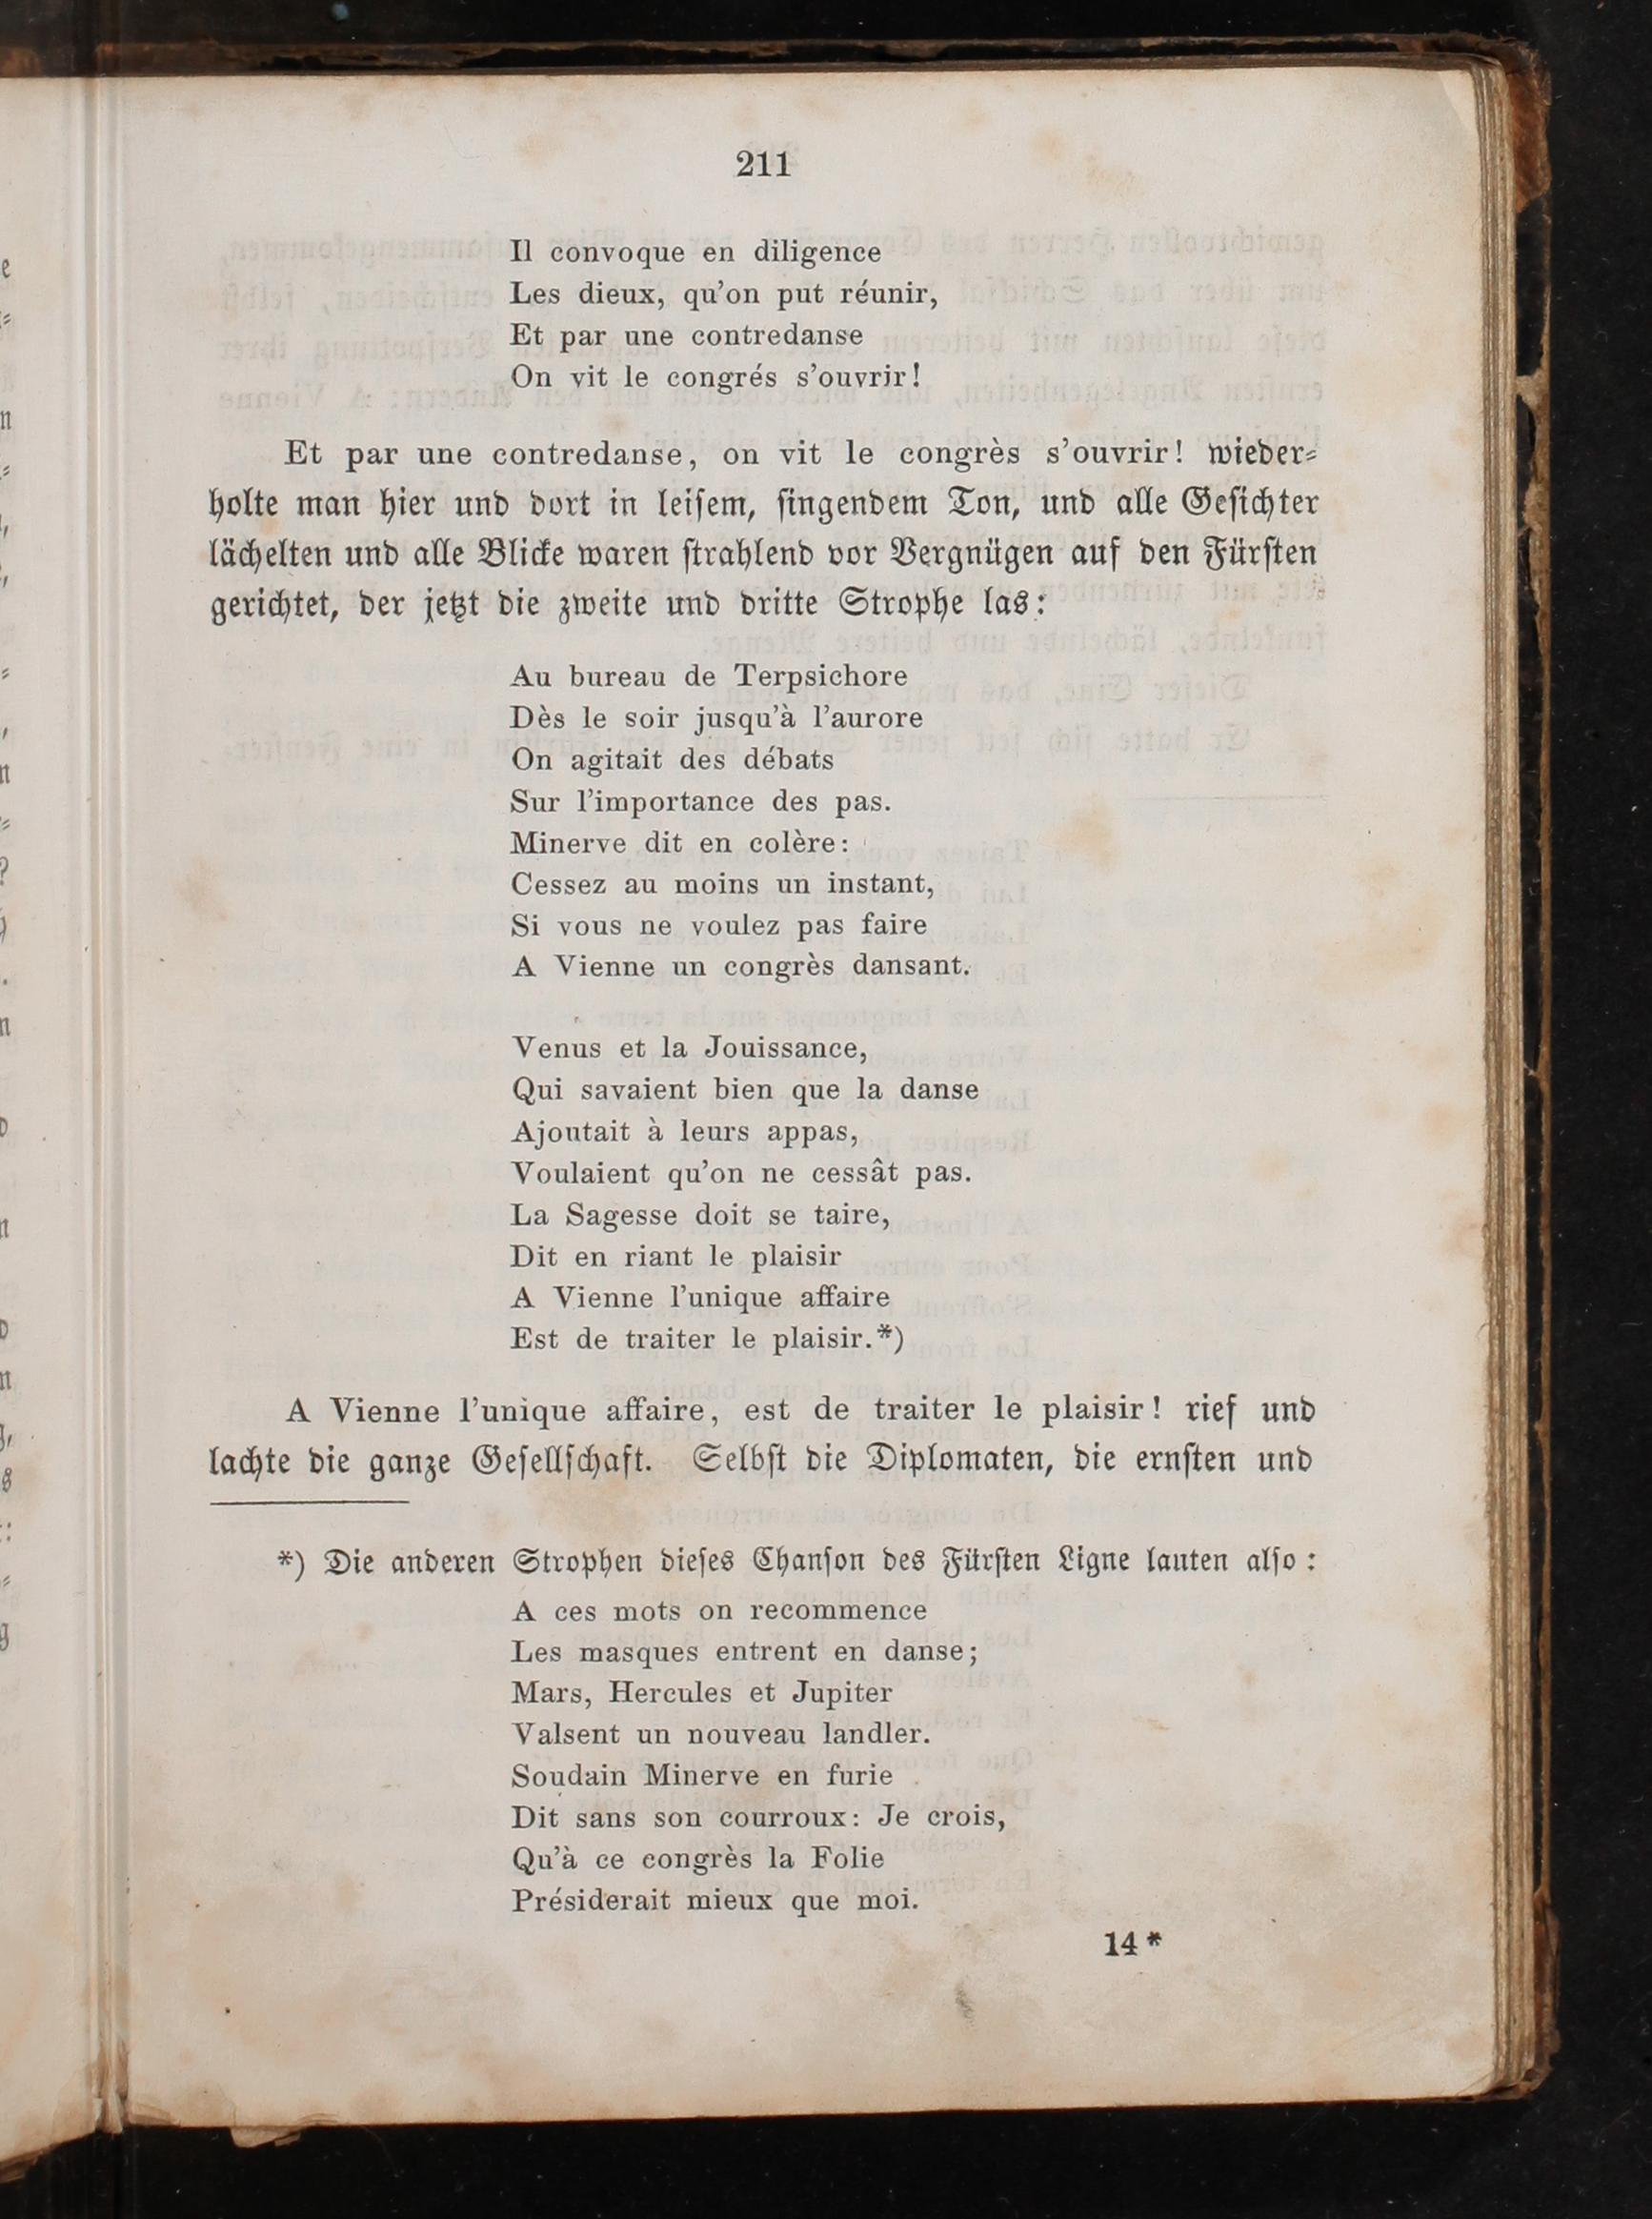 211
Il convoque en diligence
Les dieux, qu'on put réunir,
Et par une contredanse
On vit le congrés s'ouvrir!
Et par une contredanse, on vit le congrès s'ouvrir! wieder⸗
holte man hier und dort in leiſem, ſingendem Ton, und alle Geſichter
lächelten und alle Blicke waren ſtrahlend vor Vergnügen auf den Fürſten
gerichtet, der jetzt die zweite und dritte Strophe las:
Au bureau de Terpsichore
Dès le soir jusqu'à l'aurore
On agitait des débats
Sur l'importance des pas.
Minerve dit en colère:
Cessez au moins un instant,
Si vous ne voulez pas faire
A Vienne un congrès dansant.
Venus et la Jouissance,
Qui savaient bien que la danse
Ajoutait à leurs appas,
Voulaient qu'on ne cessât pas.
La Sagesse doit se taire,
Dit en riant le plaisir
A Vienne l'unique affaire
Est de traiter le plaisir.*)
A Vienne l'unique affaire, est de traiter le plaisir! rief und
lachte die ganze Geſellſchaft. Selbſt die Diplomaten, die ernſten und
*) Die anderen Strophen dieſes Chanſon des Fürſten Ligne lauten alſo:
A ces mots on recommence
Les masques entrent en danse;
Mars, Hercules et Jupiter
Valsent un nouveau landler.
Soudain Minerve en furie
Dit sans son courroux: Je crois,
Qu'à ce congrès la Folie
Présiderait mieux que moi.
14*